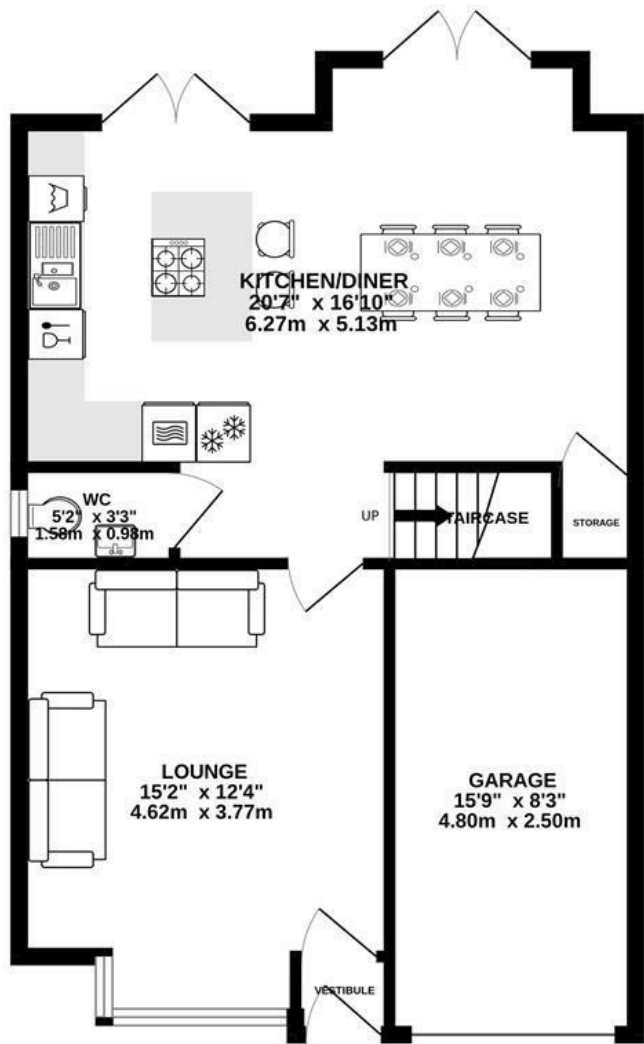 KITCHEN/DINER
20'7" x 16'10"
6.27m x 5.13m
WC
5'2" x 3'3"
1.58m x 0.98m
UP
TAIRCASE
STORAGE
LOUNGE
15'2" x 12'4"
4.62m x 3.77m
GARAGE
15'9" x 8'3"
4.80m x 2.50m
VESTIBULE